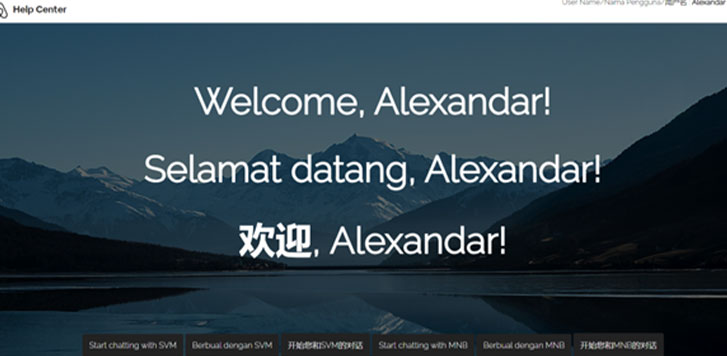 Help Center
User Name/Nama Pengguna/用户名 Alexandar
Welcome, Alexandar!
Selamat datang, Alexandar!
欢迎, Alexandar!
Start chatting with SVM Berbual dengan SVM 开始您和SVM的对话 Start chatting with MNB Berbual dengan MNB 开始您和MNB的对话